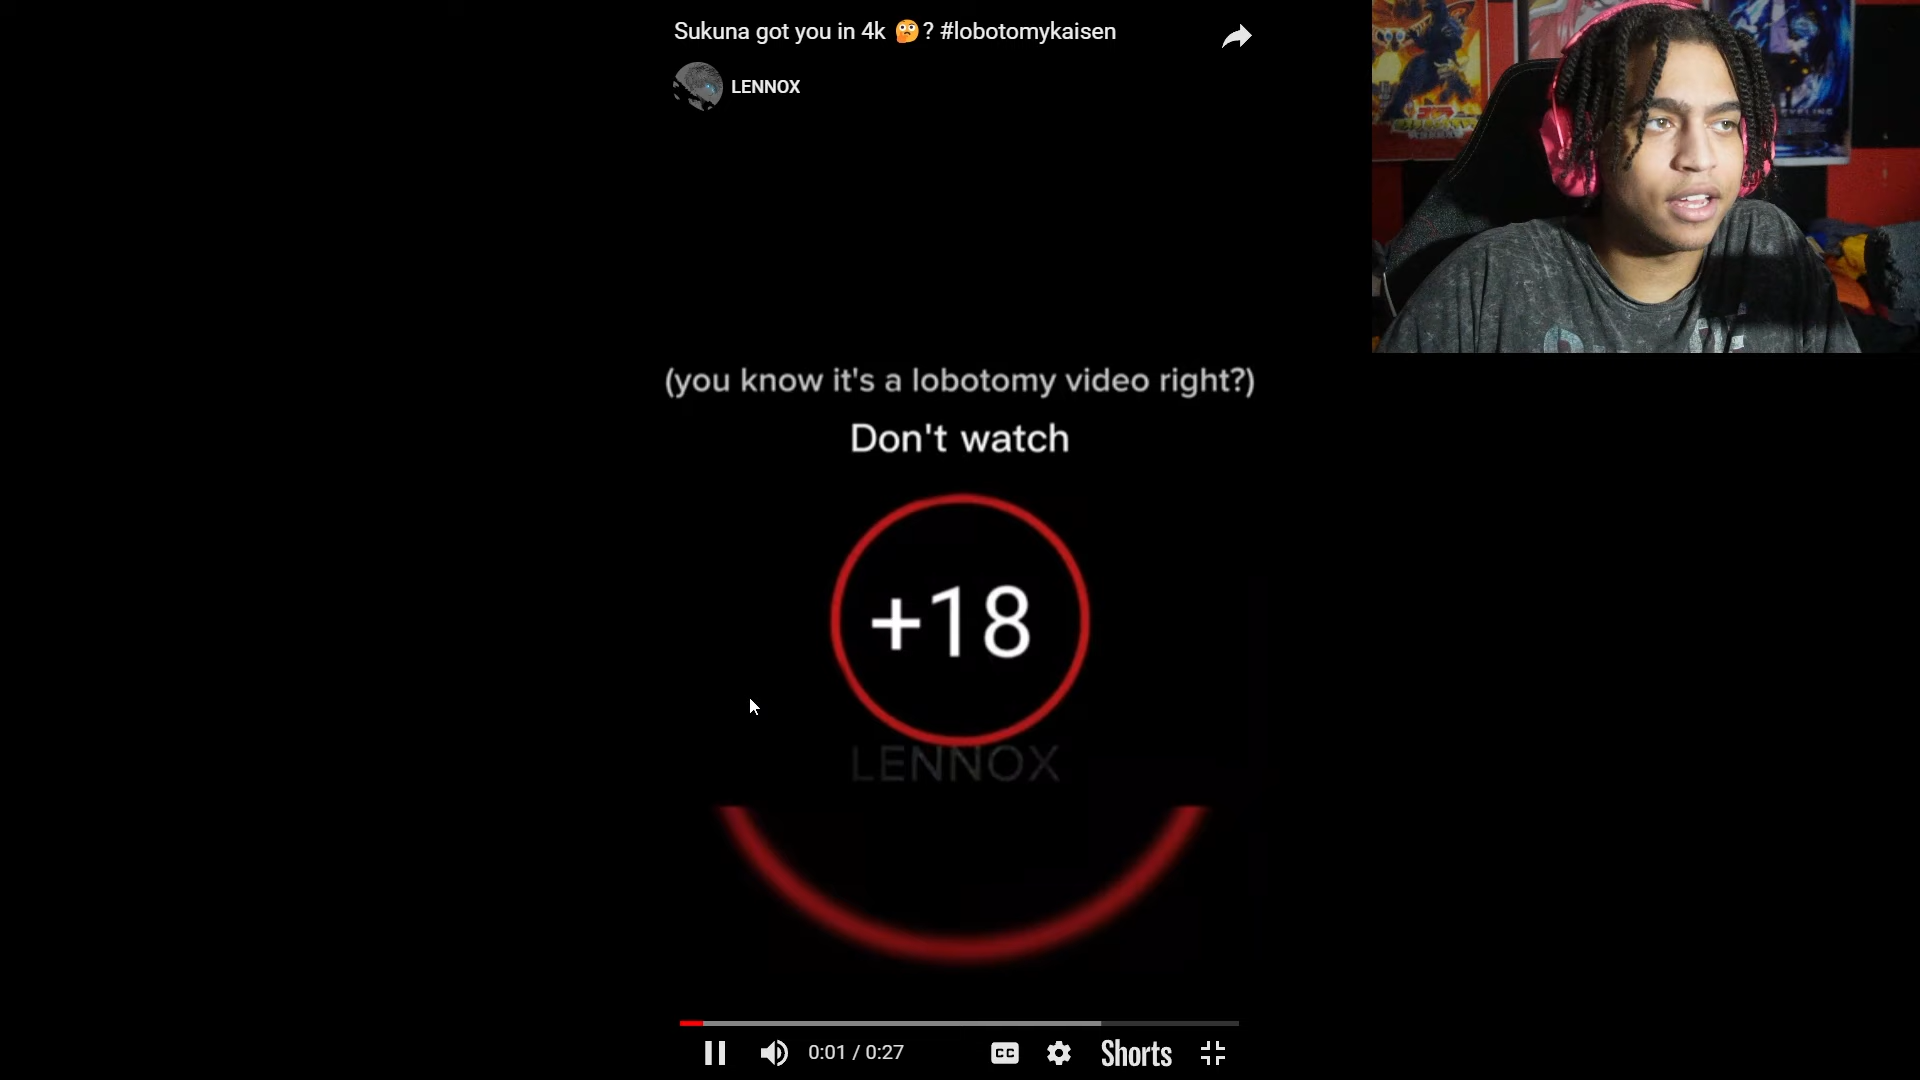 Sukuna got you in 4k 🤔? #lobotomykaisen
LENNOX
(you know it's a lobotomy video right?)
Don't watch
+18
LENNOX
0:01 / 0:27
CC
Shorts